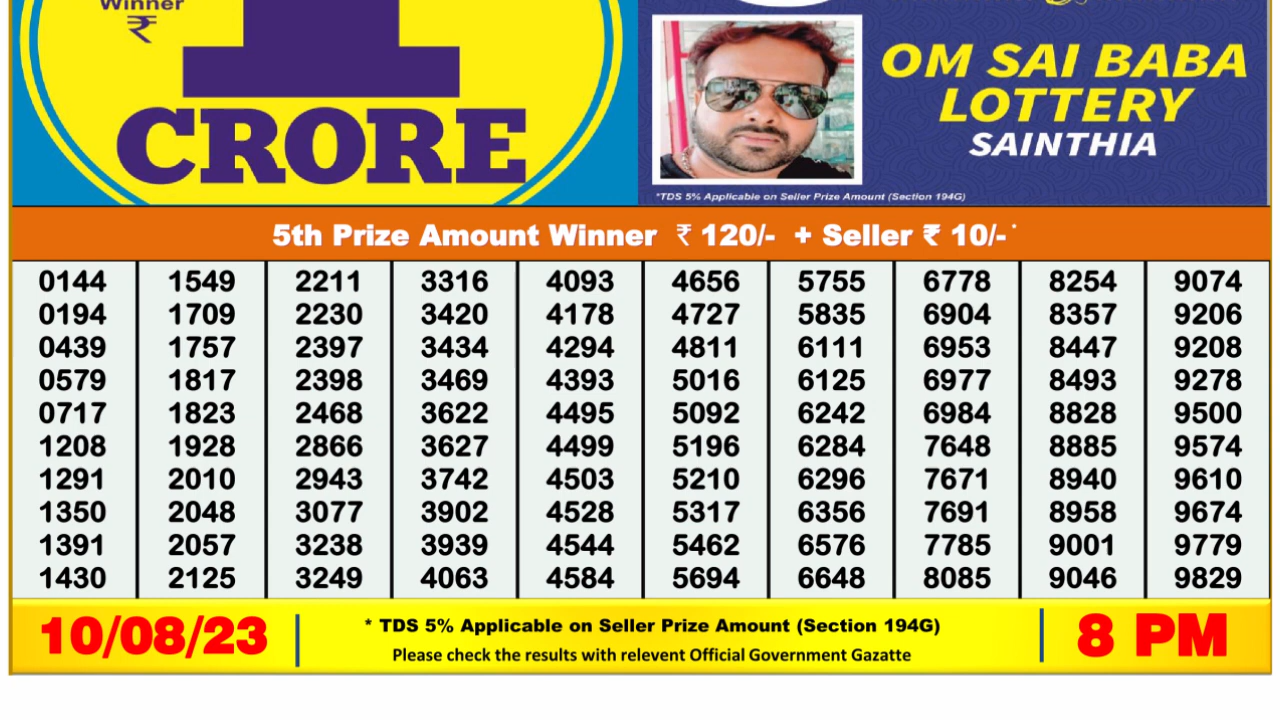 Winner
₹
1
CRORE
OM SAI BABA
LOTTERY
SAINTHIA
*TDS 5% Applicable on Seller Prize Amount (Section 194G)
5th Prize Amount Winner ₹ 120/- + Seller ₹ 10/-*
0144 1549 2211 3316 4093 4656 5755 6778 8254 9074
0194 1709 2230 3420 4178 4727 5835 6904 8357 9206
0439 1757 2397 3434 4294 4811 6111 6953 8447 9208
0579 1817 2398 3469 4393 5016 6125 6977 8493 9278
0717 1823 2468 3622 4495 5092 6242 6984 8828 9500
1208 1928 2866 3627 4499 5196 6284 7648 8885 9574
1291 2010 2943 3742 4503 5210 6296 7671 8940 9610
1350 2048 3077 3902 4528 5317 6356 7691 8958 9674
1391 2057 3238 3939 4544 5462 6576 7785 9001 9779
1430 2125 3249 4063 4584 5694 6648 8085 9046 9829
10/08/23
* TDS 5% Applicable on Seller Prize Amount (Section 194G)
Please check the results with relevent Official Government Gazatte
8 PM